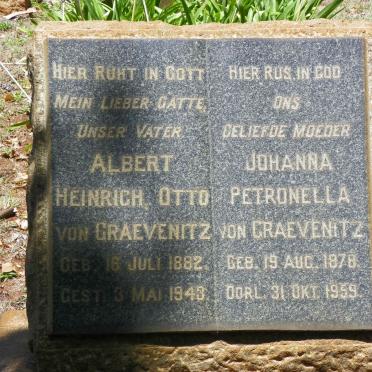 HIER RUHT IN GOTT
MEIN LIEBER GATTE,
UNSER VATER
ALBERT
HEINRICH, OTTO
VON GRAEVENITZ
GEB. 16 JULI 1882.
GEST. 3 MAI 1943.
HIER RUS IN GOD
ONS
GELIEFDE MOEDER
JOHANNA
PETRONELLA
VON GRAEVENITZ
GEB. 19 AUG. 1878.
OORL. 31 OKT. 1959.